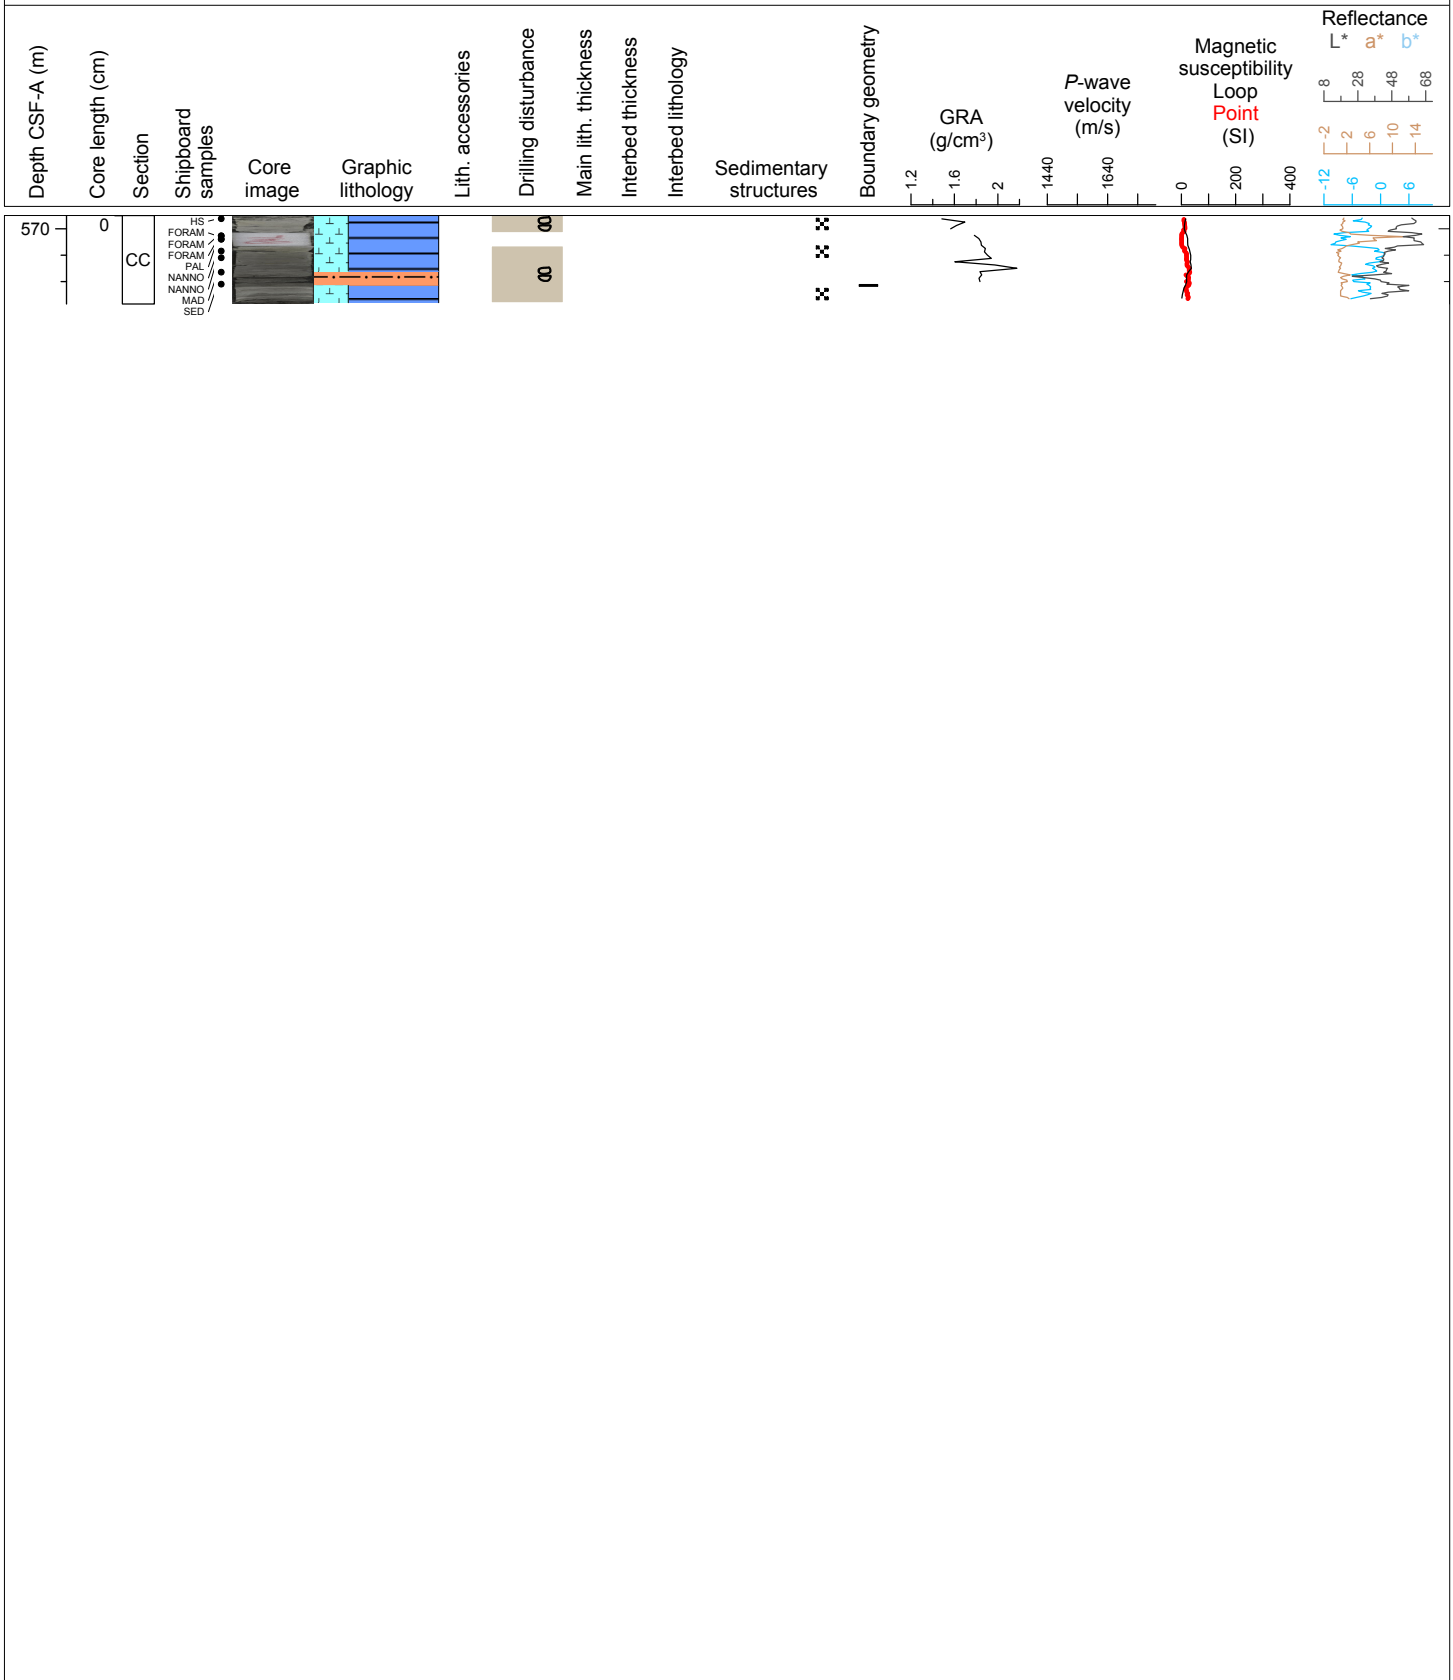 Depth CSF-A (m)
Core length (cm)
Section
Shipboard
samples
Core
image
Graphic
lithology
Lith. accessories
Drilling disturbance
Main lith. thickness
Interbed thickness
Interbed lithology
Sedimentary
structures
Boundary geometry
GRA
(g/cm³)
1.2 1.6 2
P-wave
velocity
(m/s)
1440 1640
Magnetic
susceptibility
Loop
Point
(SI)
0 200 400
Reflectance
L* a* b*
8 28 48 68
-2 2 6 10 14
-12 -6 0 6
570
0
CC
HS
FORAM
FORAM
FORAM
PAL
NANNO
NANNO
MAD
SED